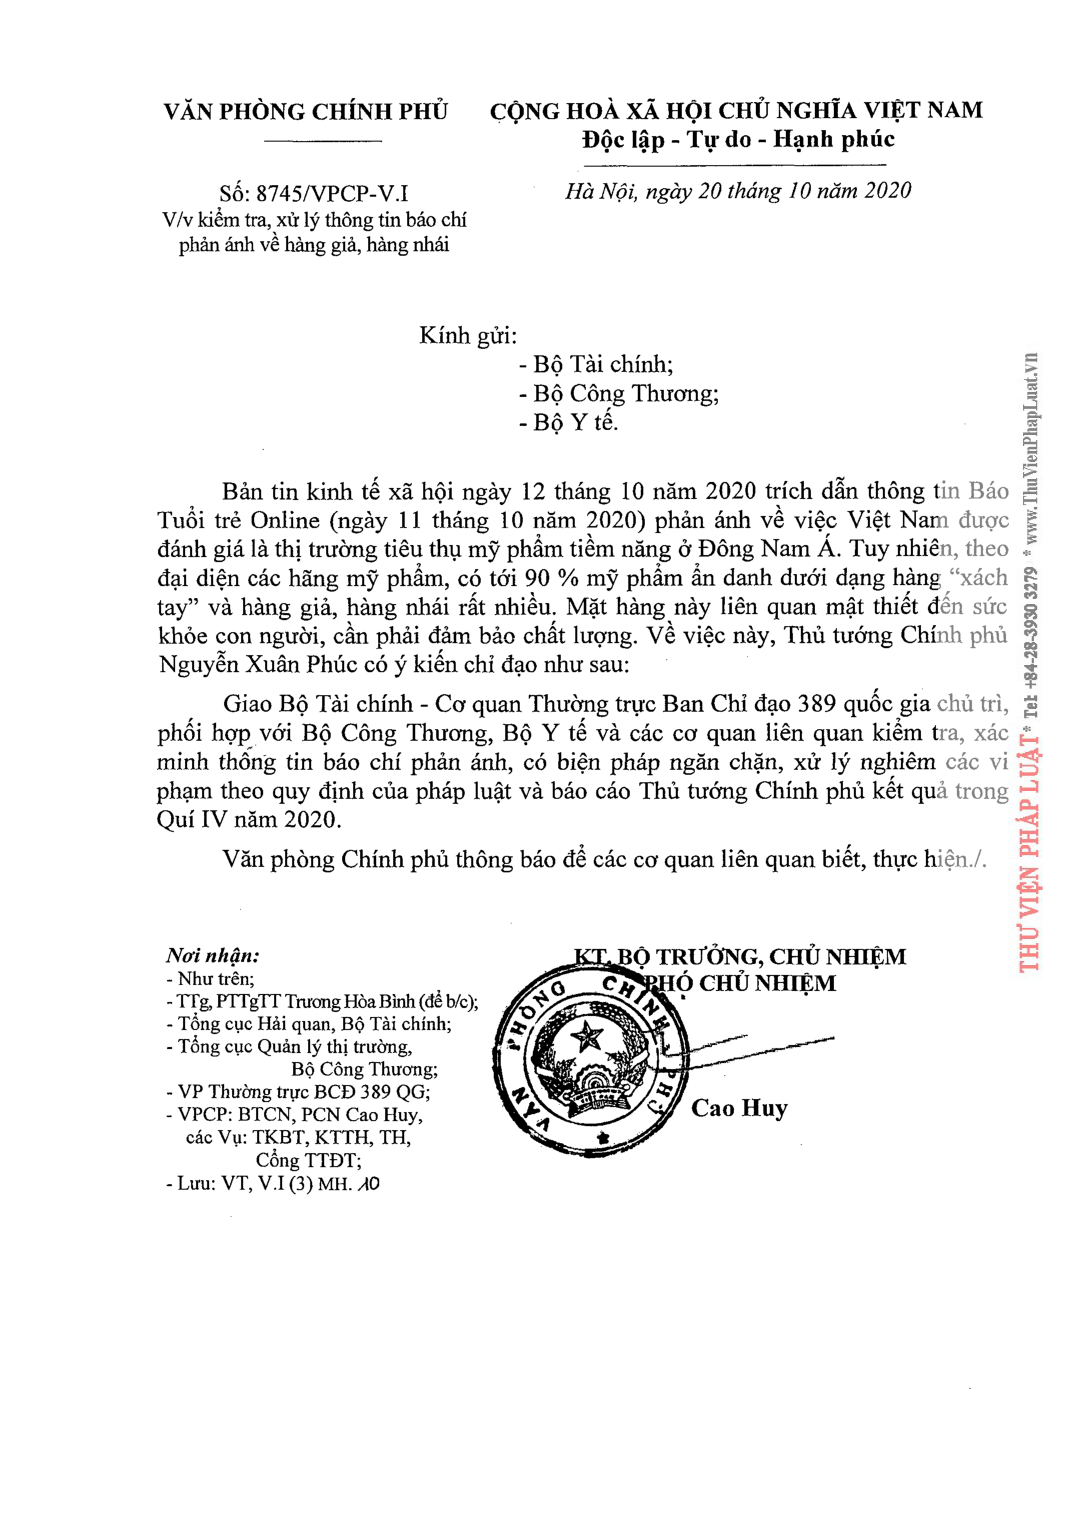 VĂN PHÒNG CHÍNH PHỦ
CỘNG HOÀ XÃ HỘI CHỦ NGHĨA VIỆT NAM
Độc lập - Tự do - Hạnh phúc
Số: 8745/VPCP-V.I
V/v kiểm tra, xử lý thông tin báo chí
phản ánh về hàng giả, hàng nhái
Hà Nội, ngày 20 tháng 10 năm 2020
Kính gửi:
- Bộ Tài chính;
- Bộ Công Thương;
- Bộ Y tế.
Bản tin kinh tế xã hội ngày 12 tháng 10 năm 2020 trích dẫn thông tin Báo
Tuổi trẻ Online (ngày 11 tháng 10 năm 2020) phản ánh về việc Việt Nam được
đánh giá là thị trường tiêu thụ mỹ phẩm tiềm năng ở Đông Nam Á. Tuy nhiên, theo
đại diện các hãng mỹ phẩm, có tới 90 % mỹ phẩm ẩn danh dưới dạng hàng “xách
tay” và hàng giả, hàng nhái rất nhiều. Mặt hàng này liên quan mật thiết đến sức
khỏe con người, cần phải đảm bảo chất lượng. Về việc này, Thủ tướng Chính phủ
Nguyễn Xuân Phúc có ý kiến chỉ đạo như sau:
Giao Bộ Tài chính - Cơ quan Thường trực Ban Chỉ đạo 389 quốc gia chủ trì,
phối hợp với Bộ Công Thương, Bộ Y tế và các cơ quan liên quan kiểm tra, xác
minh thông tin báo chí phản ánh, có biện pháp ngăn chặn, xử lý nghiêm các vi
phạm theo quy định của pháp luật và báo cáo Thủ tướng Chính phủ kết quả trong
Quí IV năm 2020.
Văn phòng Chính phủ thông báo để các cơ quan liên quan biết, thực hiện./.
Nơi nhận:
- Như trên;
- TTg, PTTgTT Trương Hòa Bình (để b/c);
- Tổng cục Hải quan, Bộ Tài chính;
- Tổng cục Quản lý thị trường,
Bộ Công Thương;
- VP Thường trực BCĐ 389 QG;
- VPCP: BTCN, PCN Cao Huy,
các Vụ: TKBT, KTTH, TH,
Cổng TTĐT;
- Lưu: VT, V.I (3) MH. 10
KT. BỘ TRƯỞNG, CHỦ NHIỆM
PHÓ CHỦ NHIỆM
VĂN PHÒNG CHÍNH PHỦ
Cao Huy
THƯ VIỆN PHÁP LUẬT * Tel: +84-28-3930 3279 * www.ThuVienPhapLuat.vn